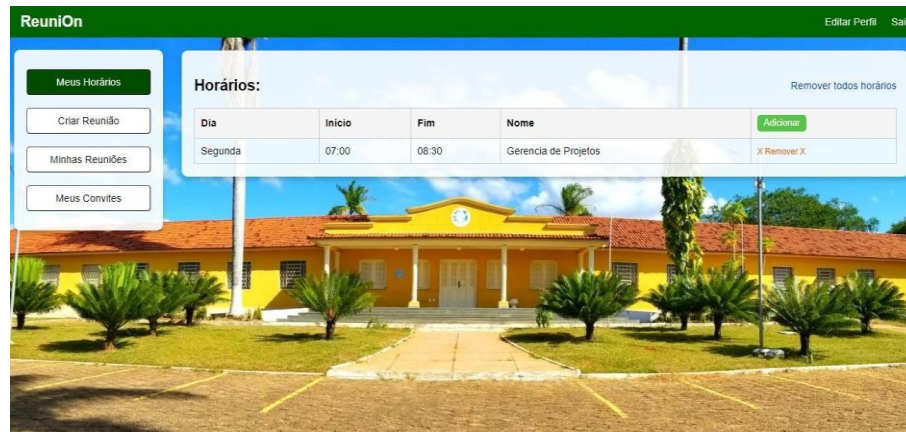 ReuniOn
Editar Perfil Sai
Meus Horários
Criar Reunião
Minhas Reuniões
Meus Convites
Horários:
Remover todos horários
Dia Início Fim Nome Adicionar
Segunda 07:00 08:30 Gerencia de Projetos X Remover X